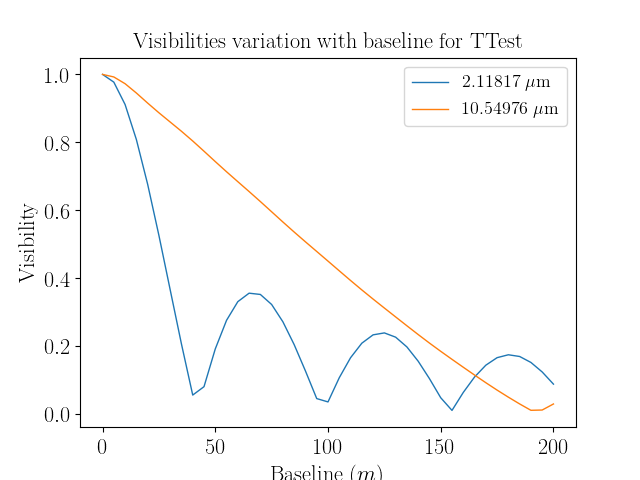 Visibilities variation with baseline for TTest
2.11817 μm
10.54976 μm
Visibility
1.0
0.8
0.6
0.4
0.2
0.0
0
50
100
150
200
Baseline (m)